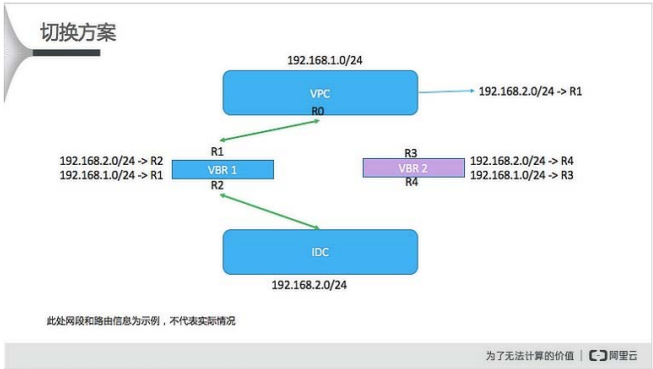 切换方案
192.168.1.0/24
VPC
192.168.2.0/24 -> R1
R0
R1
192.168.2.0/24 -> R2
192.168.1.0/24 -> R1
VBR 1
R2
R3
VBR 2
R4
192.168.2.0/24 -> R4
192.168.1.0/24 -> R3
IDC
192.168.2.0/24
此处网段和路由信息为示例，不代表实际情况
为了无法计算的价值 | 阿里云